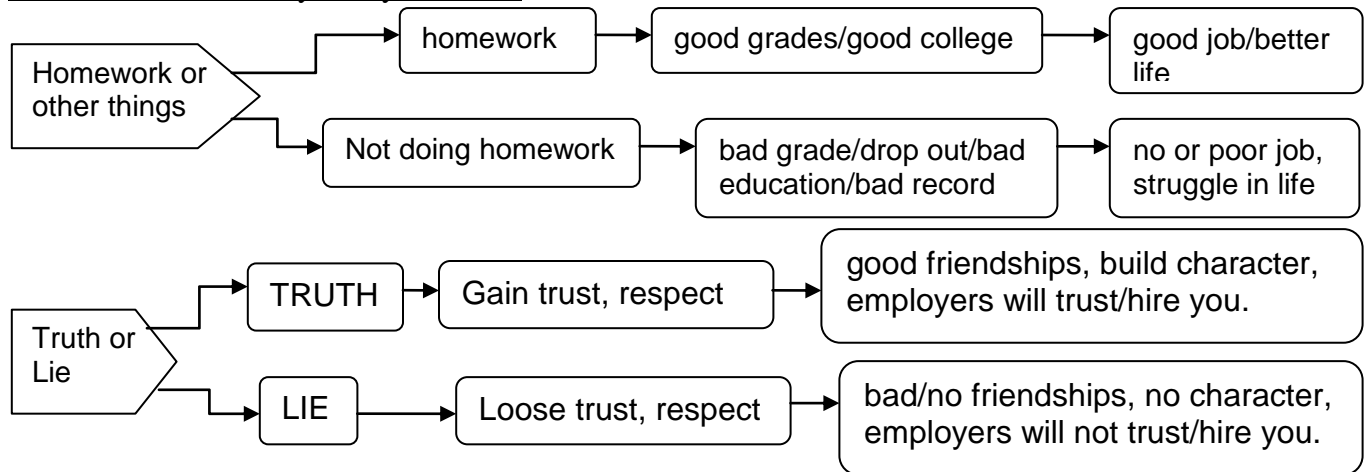 Homework or
other things
homework
good grades/good college
good job/better
life
Not doing homework
bad grade/drop out/bad
education/bad record
no or poor job,
struggle in life
Truth or
Lie
TRUTH
Gain trust, respect
good friendships, build character,
employers will trust/hire you.
LIE
Loose trust, respect
bad/no friendships, no character,
employers will not trust/hire you.